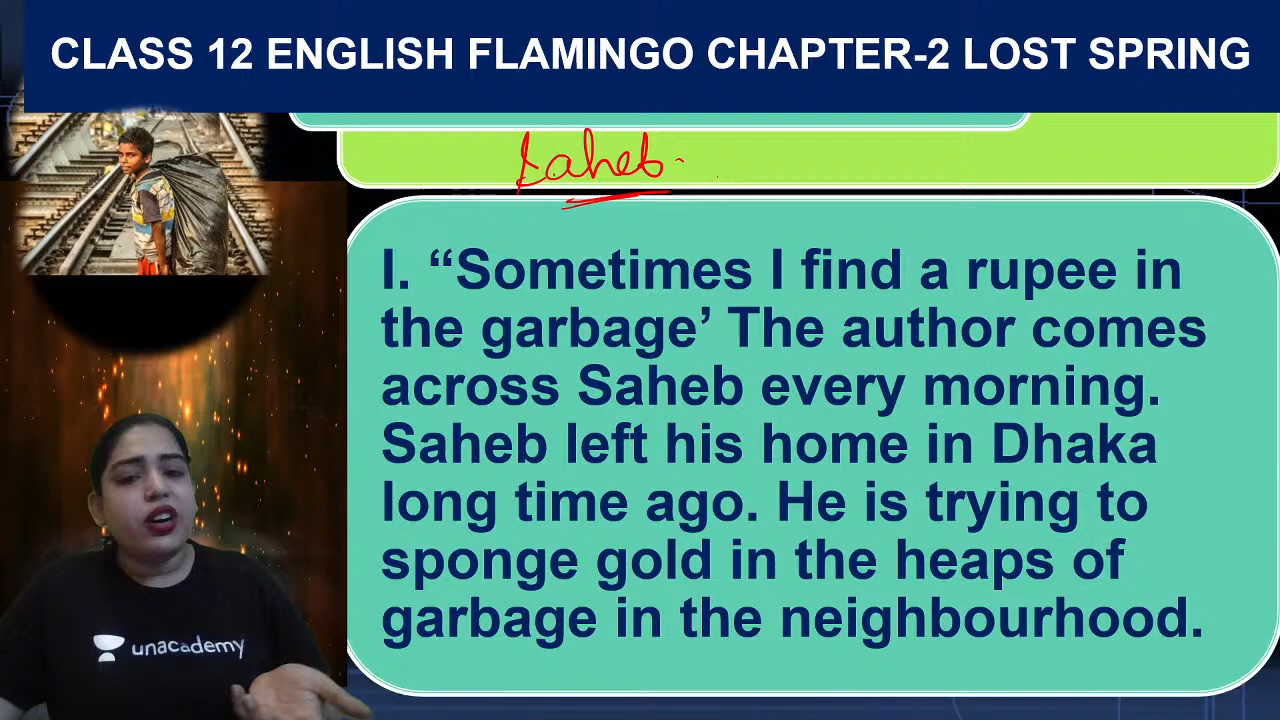 CLASS 12 ENGLISH FLAMINGO CHAPTER-2 LOST SPRING
Saheb
I. “Sometimes I find a rupee in
the garbage’ The author comes
across Saheb every morning.
Saheb left his home in Dhaka
long time ago. He is trying to
sponge gold in the heaps of
garbage in the neighbourhood.
unacademy